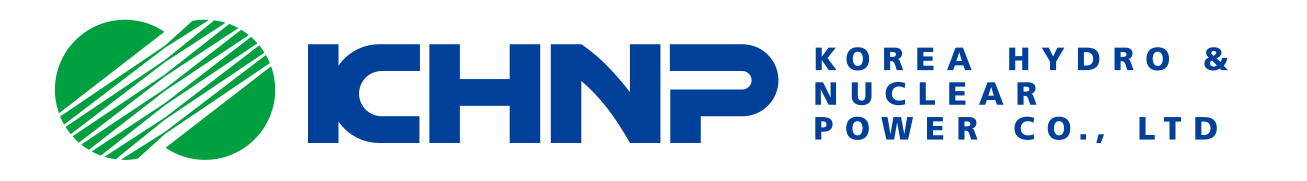 KHNP
KOREA HYDRO &
NUCLEAR
POWER CO., LTD